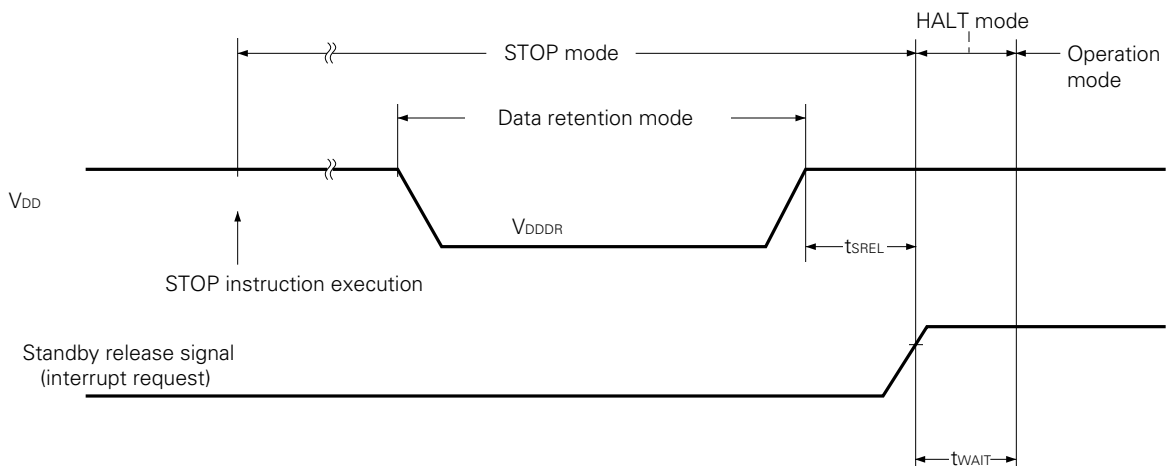 HALT mode
STOP mode
Operation
mode
Data retention mode
VDD
VDDDR
tSREL
STOP instruction execution
Standby release signal
(interrupt request)
tWAIT